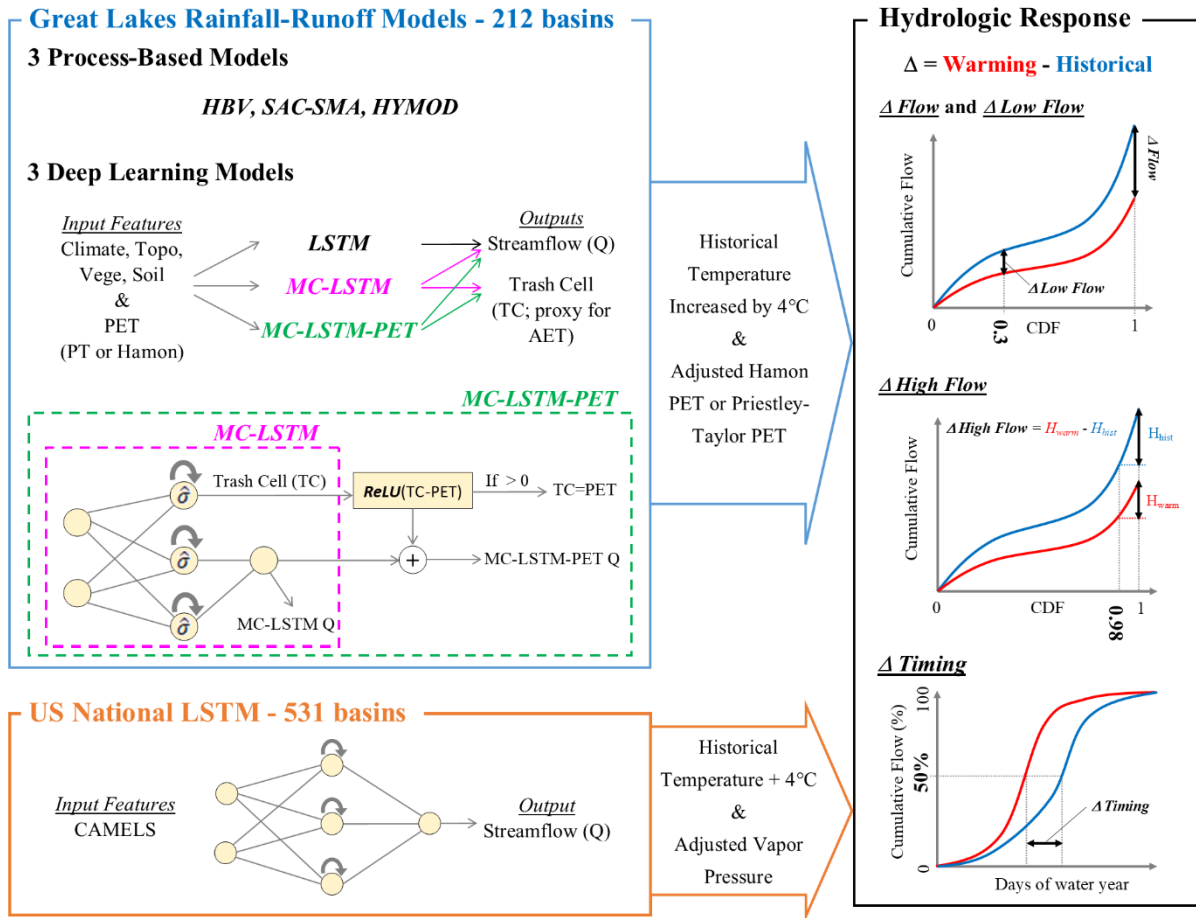 Great Lakes Rainfall-Runoff Models - 212 basins
3 Process-Based Models
HBV, SAC-SMA, HYMOD
3 Deep Learning Models
Input Features
Climate, Topo,
Vege, Soil
&
PET
(PT or Hamon)
LSTM
MC-LSTM
MC-LSTM-PET
Outputs
Streamflow (Q)
Trash Cell
(TC; proxy for
AET)
MC-LSTM-PET
MC-LSTM
Trash Cell (TC)
σ̂
σ̂
σ̂
ReLU(TC-PET)
If > 0
TC=PET
+
MC-LSTM-PET Q
MC-LSTM Q
Historical
Temperature
Increased by 4°C
&
Adjusted Hamon
PET or Priestley-
Taylor PET
US National LSTM - 531 basins
Input Features
CAMELS
Output
Streamflow (Q)
Historical
Temperature + 4°C
&
Adjusted Vapor
Pressure
Hydrologic Response
Δ = Warming - Historical
Δ Flow and Δ Low Flow
Cumulative Flow
Δ Flow
Δ Low Flow
0
0.3
CDF
1
Δ High Flow
Δ High Flow = H_warm - H_hist
Cumulative Flow
H_hist
H_warm
0
CDF
0.98
1
Δ Timing
Cumulative Flow (%)
100
50%
0
Δ Timing
Days of water year